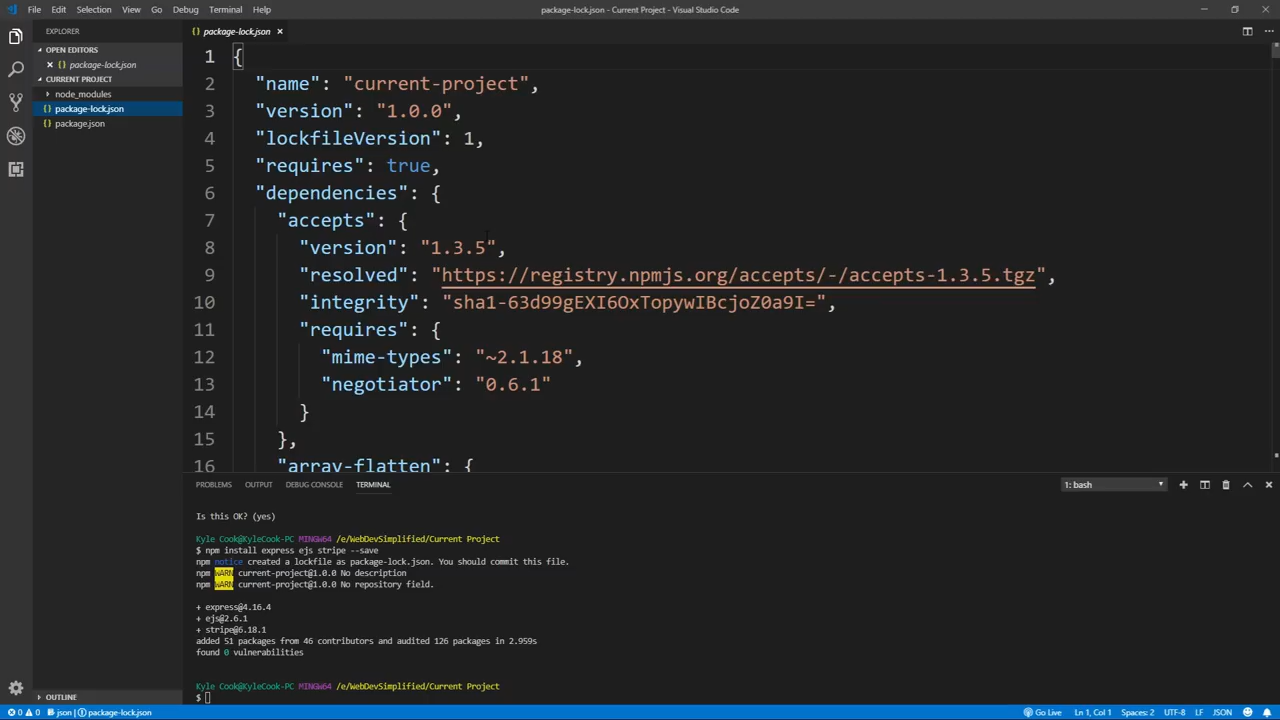 File Edit Selection View Go Debug Terminal Help
package-lock.json - Current Project - Visual Studio Code
EXPLORER
OPEN EDITORS
package-lock.json
CURRENT PROJECT
node_modules
package-lock.json
package.json
OUTLINE
{} package-lock.json ×
1 {
2 "name": "current-project",
3 "version": "1.0.0",
4 "lockfileVersion": 1,
5 "requires": true,
6 "dependencies": {
7 "accepts": {
8 "version": "1.3.5",
9 "resolved": "https://registry.npmjs.org/accepts/-/accepts-1.3.5.tgz",
10 "integrity": "sha1-63d99gEXI6OxTopywIBcjoZ0a9I=",
11 "requires": {
12 "mime-types": "~2.1.18",
13 "negotiator": "0.6.1"
14 }
15 },
16 "array-flatten": {
PROBLEMS OUTPUT DEBUG CONSOLE TERMINAL 1: bash
Is this OK? (yes)
Kyle Cook@KyleCook-PC MINGW64 /e/WebDevSimplified/Current Project
$ npm install express ejs stripe --save
npm notice created a lockfile as package-lock.json. You should commit this file.
npm WARN current-project@1.0.0 No description
npm WARN current-project@1.0.0 No repository field.
+ express@4.16.4
+ ejs@2.6.1
+ stripe@6.18.1
added 51 packages from 46 contributors and audited 126 packages in 2.959s
found 0 vulnerabilities
Kyle Cook@KyleCook-PC MINGW64 /e/WebDevSimplified/Current Project
$
0 0 json | package-lock.json Go Live Ln 1, Col 1 Spaces: 2 UTF-8 LF JSON